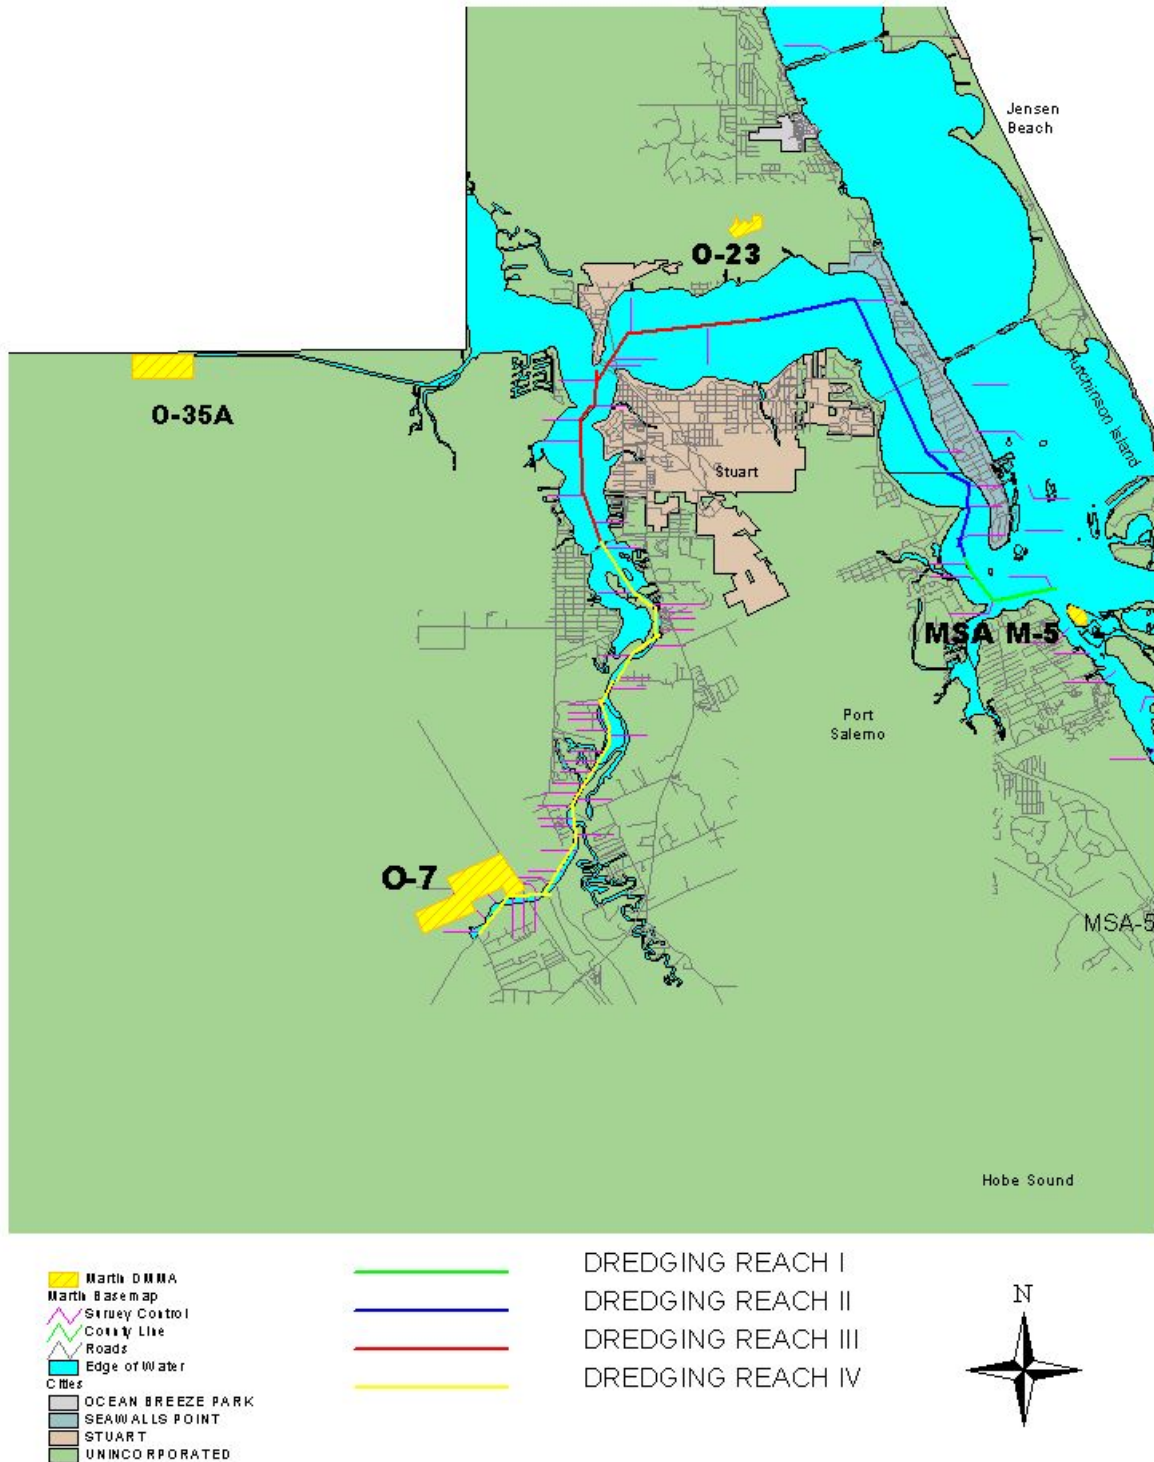 Jensen
Beach
O-23
Hutchinson Island
O-35A
Stuart
MSA M-5
Port
Salerno
O-7
MSA-5
Hobe Sound
Martin DMMA
Martin Basemap
Survey Control
County Line
Roads
Edge of Water
Cities
OCEAN BREEZE PARK
SEAWALLS POINT
STUART
UNINCORPORATED
DREDGING REACH I
DREDGING REACH II
DREDGING REACH III
DREDGING REACH IV
N